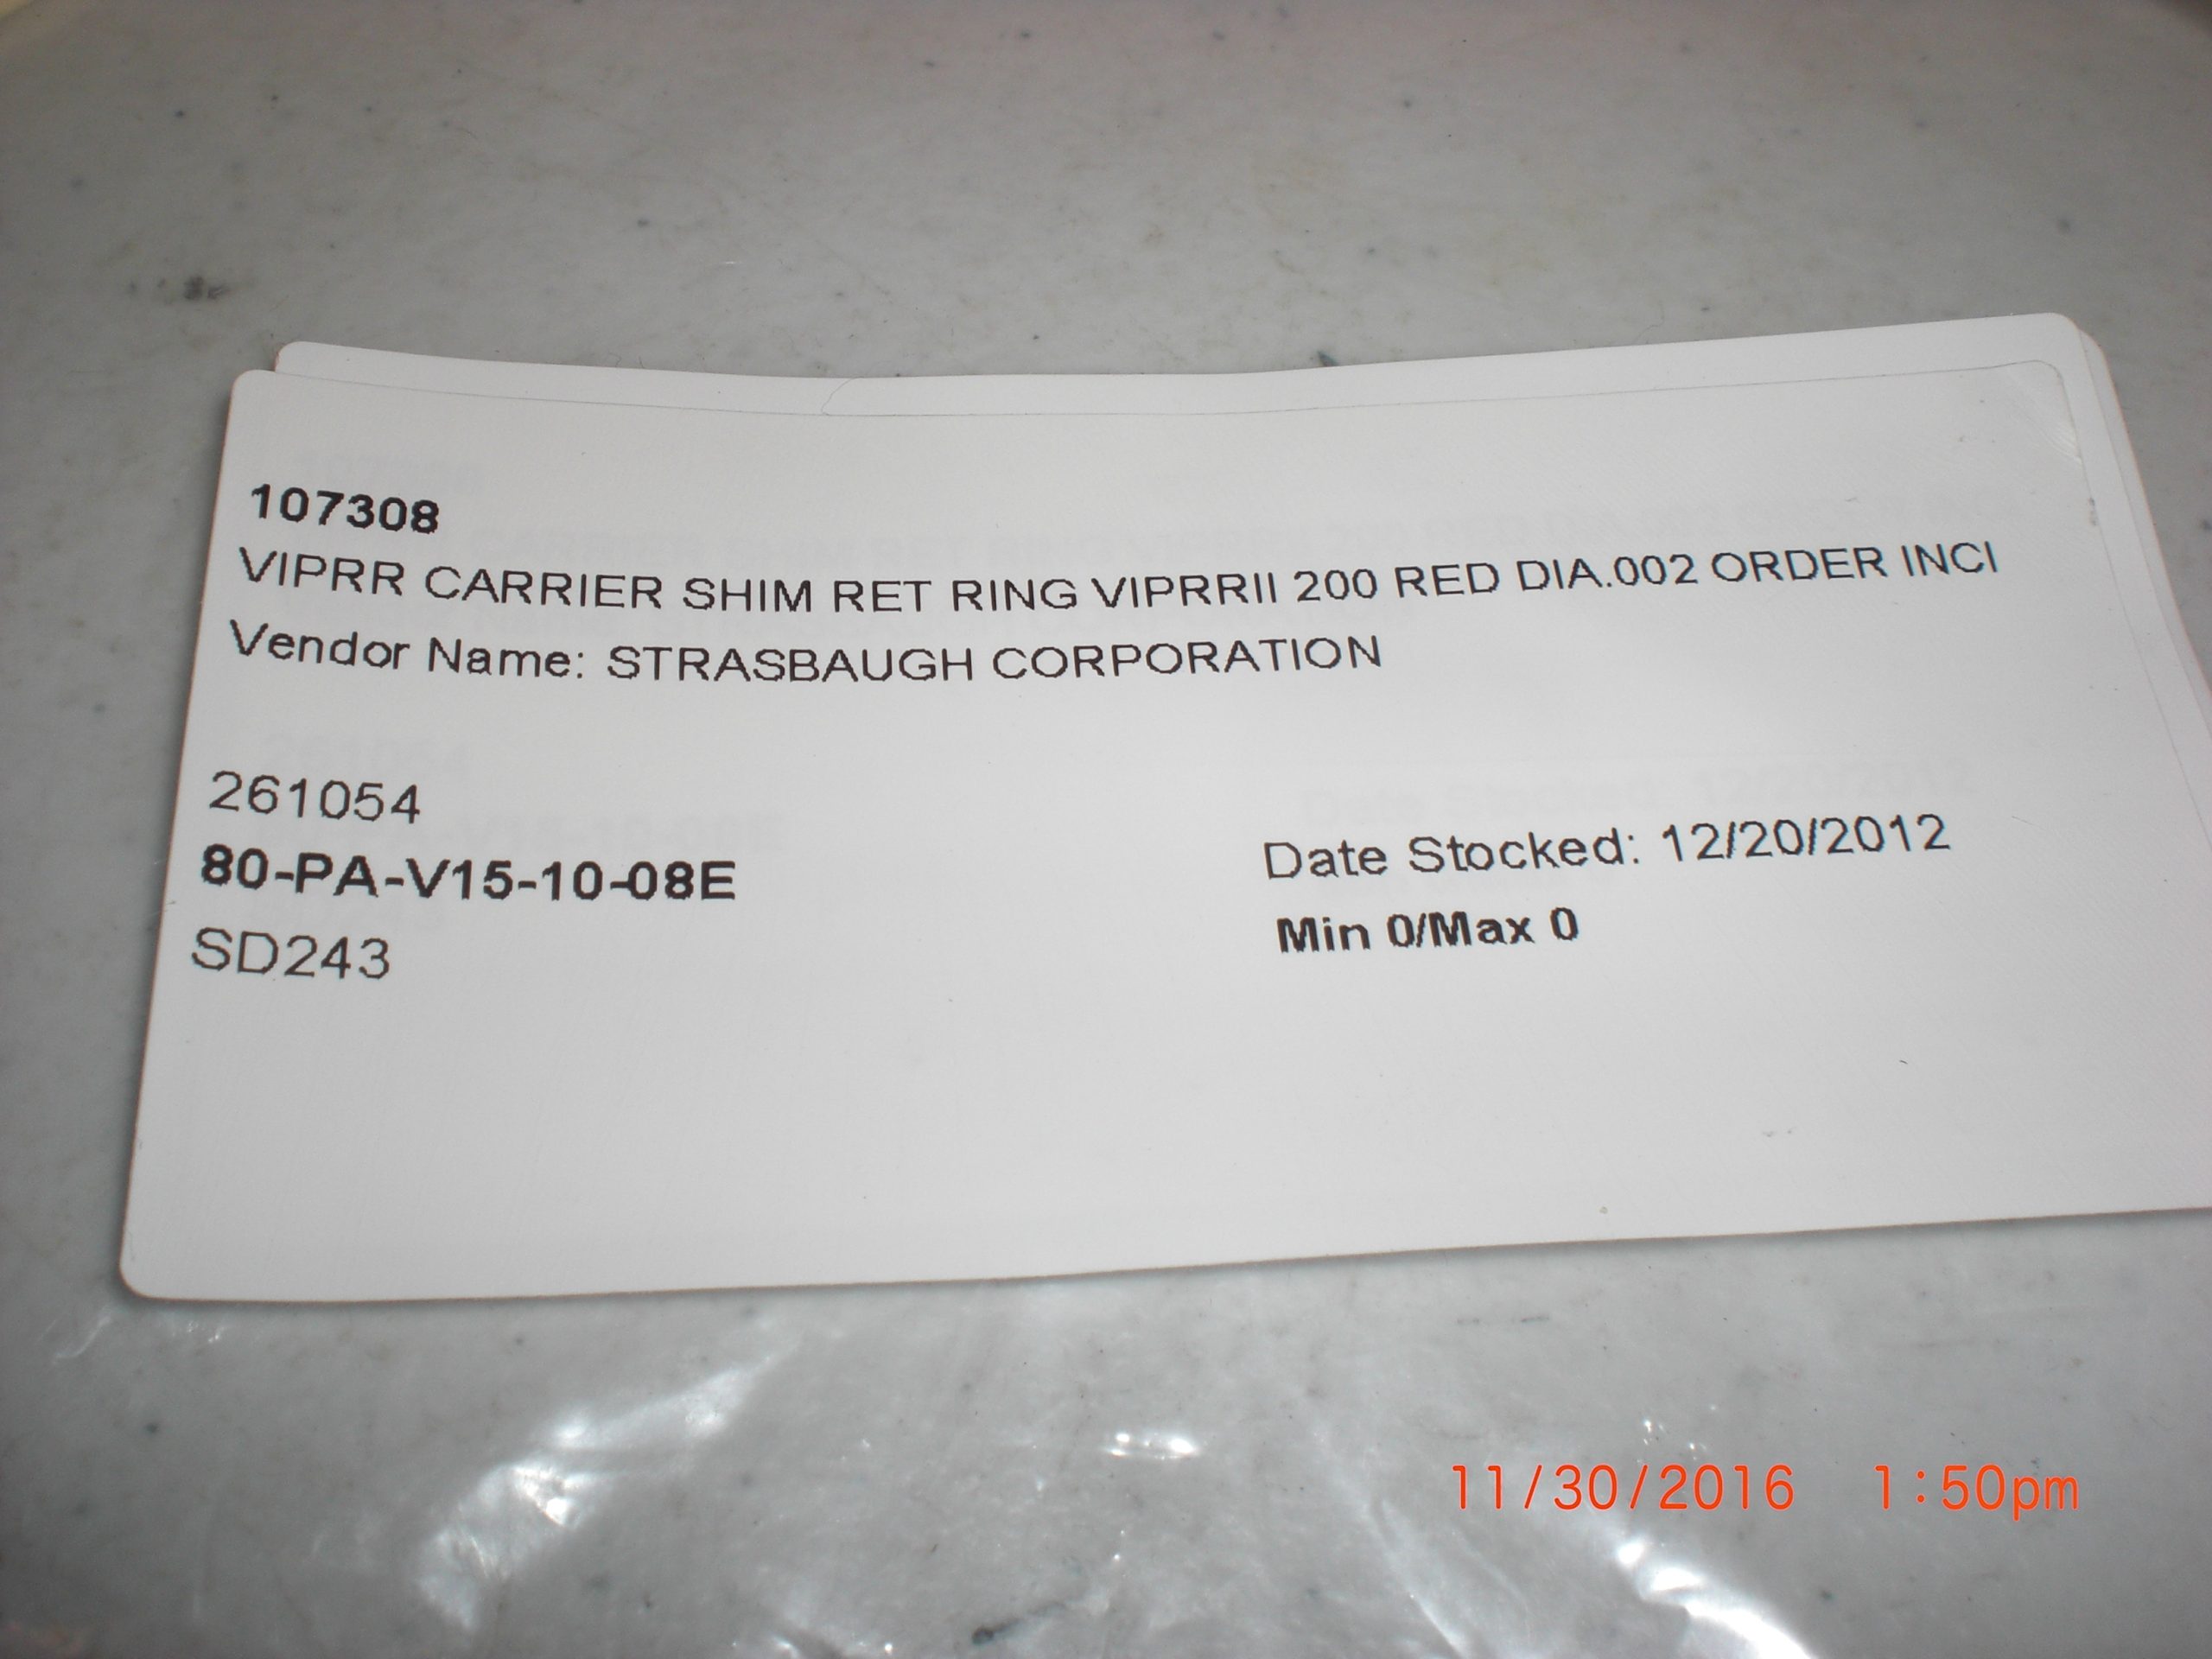 107308
VIPRR CARRIER SHIM RET RING VIPRRII 200 RED DIA.002 ORDER INCI
Vendor Name: STRASBAUGH CORPORATION
261054
80-PA-V15-10-08E
SD243
Date Stocked: 12/20/2012
Min 0/Max 0
11/30/2016 1:50pm